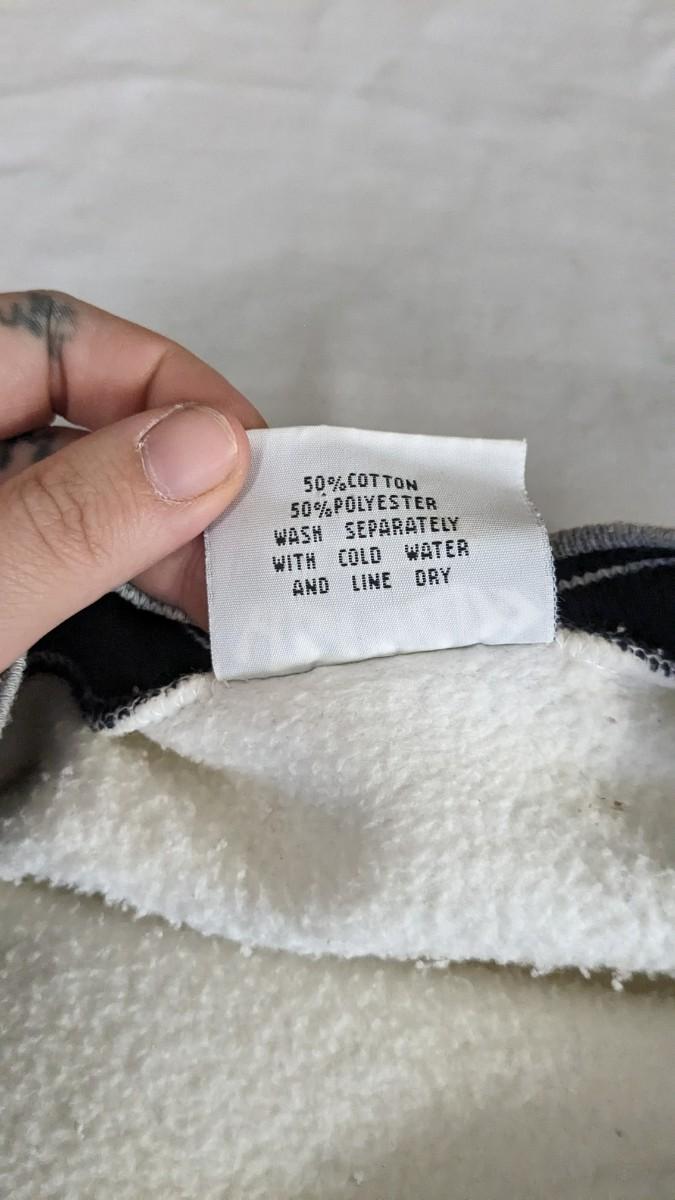 50%COTTON
50%POLYESTER
WASH SEPARATELY
WITH COLD WATER
AND LINE DRY